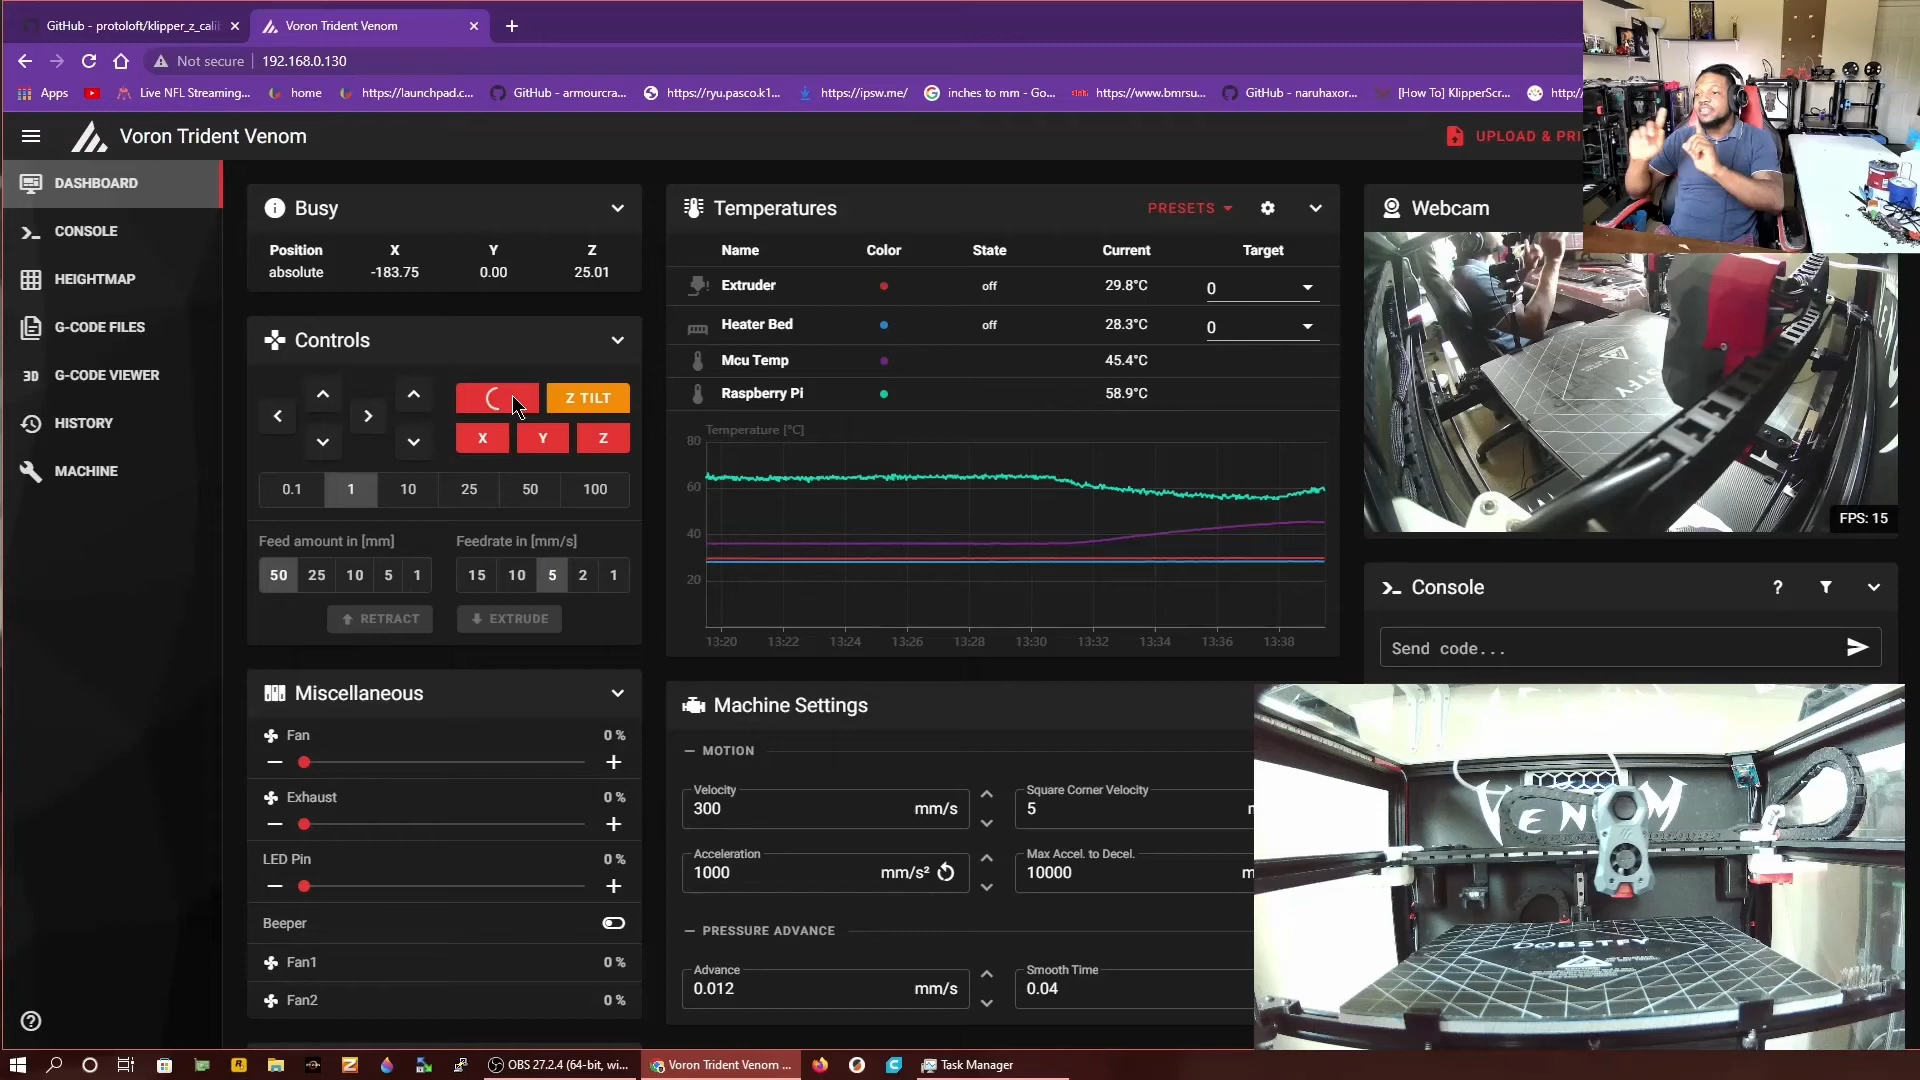 GitHub - protoloft/klipper_z_cali
Voron Trident Venom
Not secure
192.168.0.130
Apps
Live NFL Streaming...
home
https://launchpad.c...
GitHub - armourcra...
https://ryu.pasco.k1...
https://ipsw.me/
inches to mm - Go...
https://www.bmrsu...
GitHub - naruhaxor...
[How To] KlipperScr...
http:/
Voron Trident Venom
UPLOAD & PRI
DASHBOARD
CONSOLE
HEIGHTMAP
G-CODE FILES
3D G-CODE VIEWER
HISTORY
MACHINE
Busy
Position X Y Z
absolute -183.75 0.00 25.01
Controls
Z TILT
X Y Z
0.1 1 10 25 50 100
Feed amount in [mm]
50 25 10 5 1
Feedrate in [mm/s]
15 10 5 2 1
RETRACT
EXTRUDE
Miscellaneous
Fan 0 %
Exhaust 0 %
LED Pin 0 %
Beeper
Fan1 0 %
Fan2 0 %
Temperatures
PRESETS
Name Color State Current Target
Extruder off 29.8°C 0
Heater Bed off 28.3°C 0
Mcu Temp 45.4°C
Raspberry Pi 58.9°C
Temperature [°C]
80
60
40
20
13:20 13:22 13:24 13:26 13:28 13:30 13:32 13:34 13:36 13:38
Machine Settings
MOTION
Velocity
300 mm/s
Square Corner Velocity
5
Acceleration
1000 mm/s²
Max Accel. to Decel.
10000 m
PRESSURE ADVANCE
Advance
0.012 mm/s
Smooth Time
0.04
Webcam
FPS: 15
Console
?
Send code...
VENOM
DOBSTFY
OBS 27.2.4 (64-bit, wi...
Voron Trident Venom ...
Task Manager